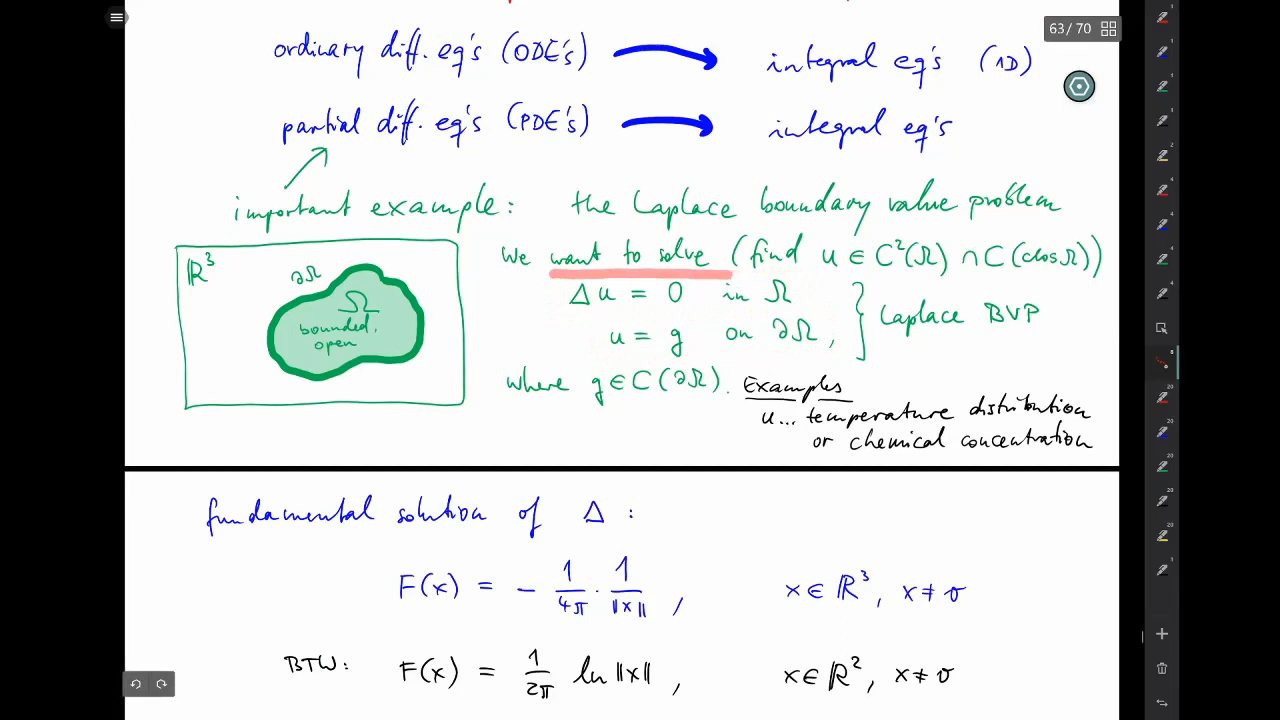 63/70
ordinary diff. eq's (ODE's) → integral eq's (1D)
partial diff. eq's (PDE's) → integral eq's
important example: the Laplace boundary value problem
ℝ³
∂Ω
Ω
bounded,
open
we want to solve (find u ∈ C²(Ω) ∩ C(clos Ω))
Δu = 0 in Ω
u = g on ∂Ω,
} Laplace BVP
where g ∈ C(∂Ω).
Examples
u... temperature distribution
or chemical concentration
fundamental solution of Δ:
F(x) = - 1/4π · 1/‖x‖, x ∈ ℝ³, x ≠ 0
BTW: F(x) = 1/2π ln ‖x‖, x ∈ ℝ², x ≠ 0